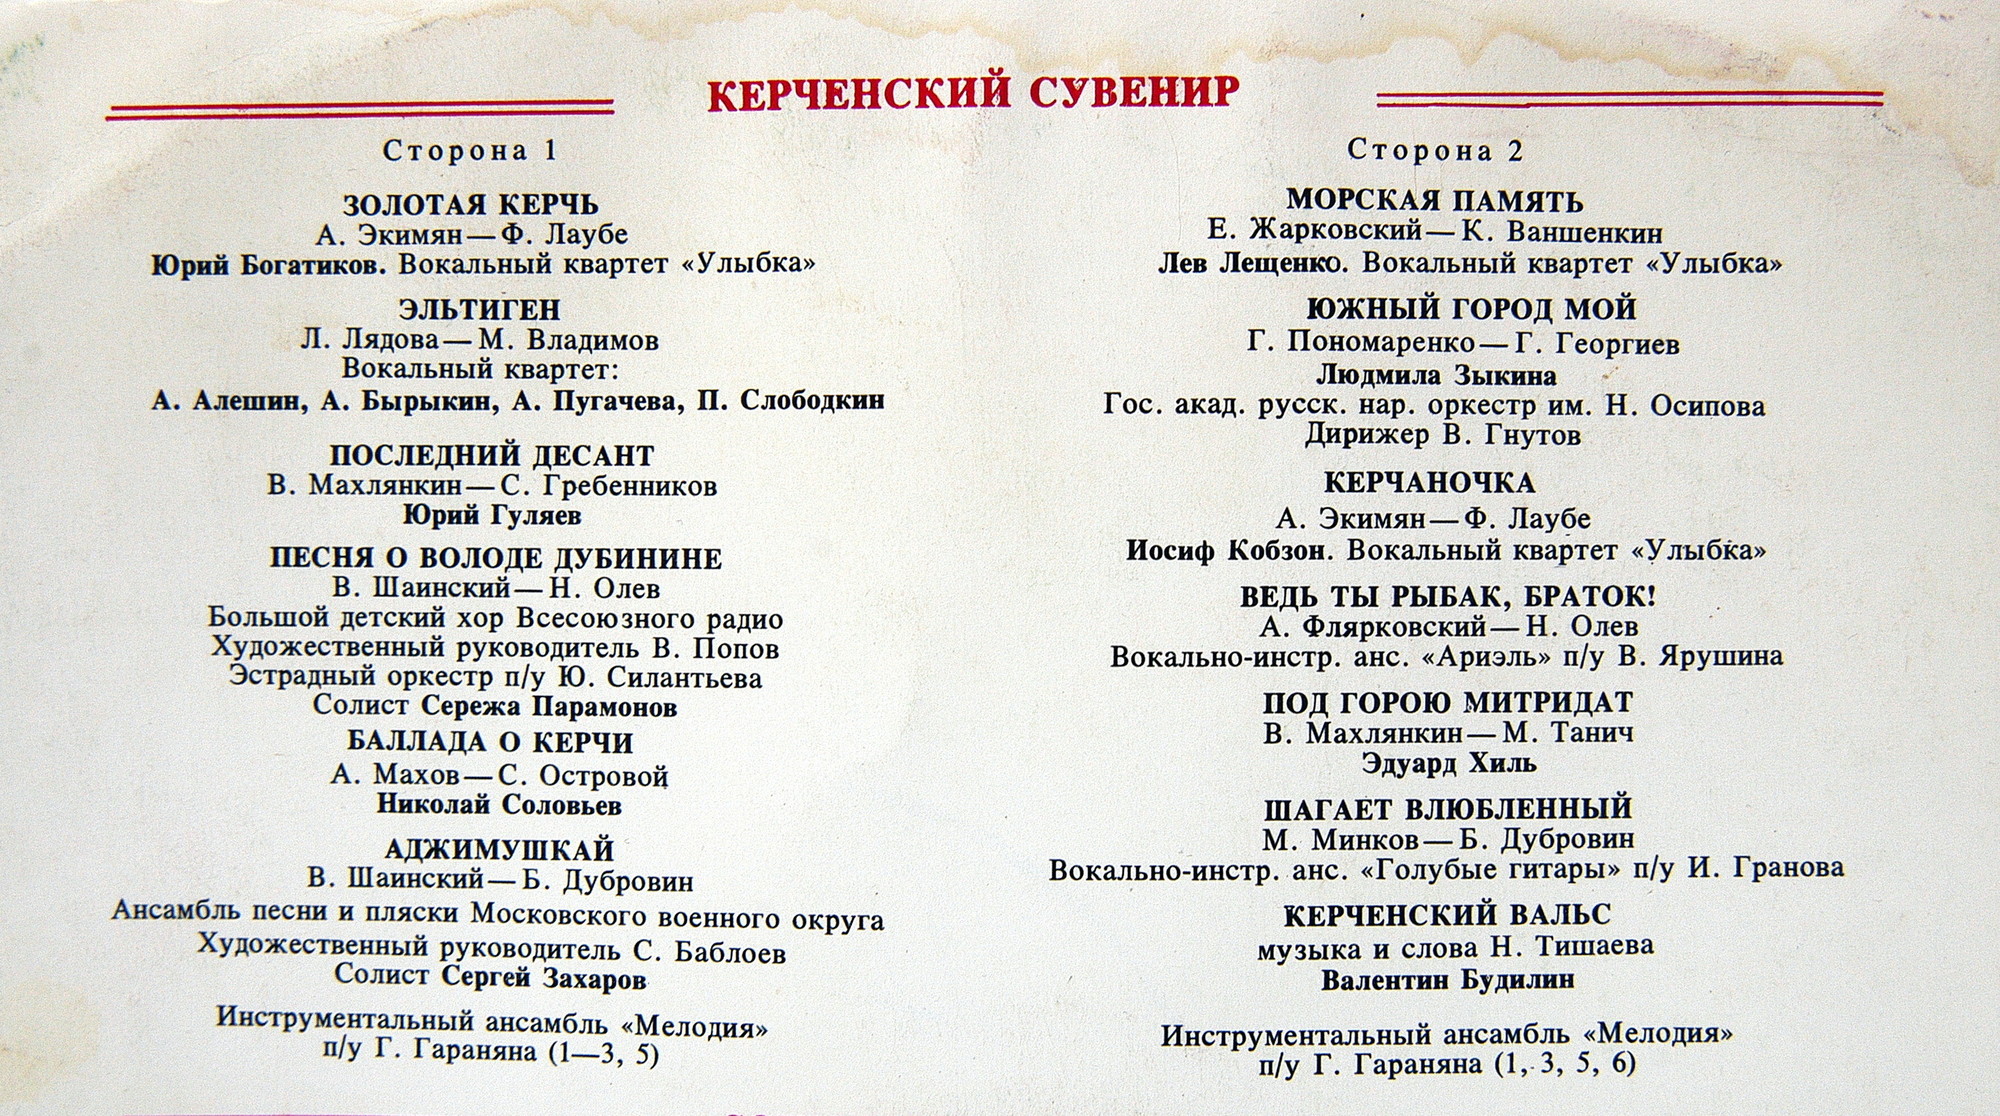 КЕРЧЕНСКИЙ СУВЕНИР
Сторона 1
ЗОЛОТАЯ КЕРЧЬ
А. Экимян — Ф. Лаубе
Юрий Богатиков. Вокальный квартет «Улыбка»
ЭЛЬТИГЕН
Л. Лядова — М. Владимов
Вокальный квартет:
А. Алешин, А. Бырыкин, А. Пугачева, П. Слободкин
ПОСЛЕДНИЙ ДЕСАНТ
В. Махлянкин — С. Гребенников
Юрий Гуляев
ПЕСНЯ О ВОЛОДЕ ДУБИНИНЕ
В. Шаинский — Н. Олев
Большой детский хор Всесоюзного радио
Художественный руководитель В. Попов
Эстрадный оркестр п/у Ю. Силантьева
Солист Сережа Парамонов
БАЛЛАДА О КЕРЧИ
А. Махов — С. Островой
Николай Соловьев
АДЖИМУШКАЙ
В. Шаинский — Б. Дубровин
Ансамбль песни и пляски Московского военного округа
Художественный руководитель С. Баблоев
Солист Сергей Захаров
Инструментальный ансамбль «Мелодия»
п/у Г. Гараняна (1—3, 5)
Сторона 2
МОРСКАЯ ПАМЯТЬ
Е. Жарковский — К. Ваншенкин
Лев Лещенко. Вокальный квартет «Улыбка»
ЮЖНЫЙ ГОРОД МОЙ
Г. Пономаренко — Г. Георгиев
Людмила Зыкина
Гос. акад. русск. нар. оркестр им. Н. Осипова
Дирижер В. Гнутов
КЕРЧАНОЧКА
А. Экимян — Ф. Лаубе
Иосиф Кобзон. Вокальный квартет «Улыбка»
ВЕДЬ ТЫ РЫБАК, БРАТОК!
А. Флярковский — Н. Олев
Вокально-инстр. анс. «Ариэль» п/у В. Ярушина
ПОД ГОРОЮ МИТРИДАТ
В. Махлянкин — М. Танич
Эдуард Хиль
ШАГАЕТ ВЛЮБЛЕННЫЙ
М. Минков — Б. Дубровин
Вокально-инстр. анс. «Голубые гитары» п/у И. Гранова
КЕРЧЕНСКИЙ ВАЛЬС
музыка и слова Н. Тишаева
Валентин Будилин
Инструментальный ансамбль «Мелодия»
п/у Г. Гараняна (1, 3, 5, 6)